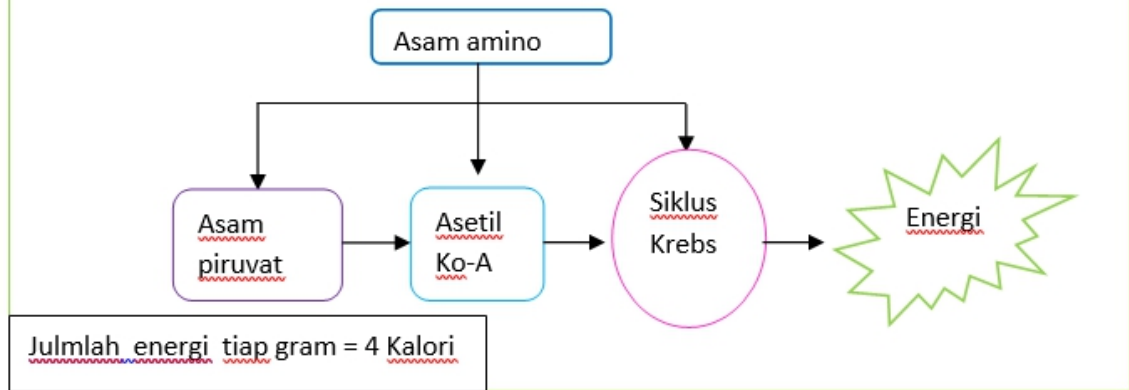 Asam amino
Asam
piruvat
Asetil
Ko-A
Siklus
Krebs
Energi
Julmlah energi tiap gram = 4 Kalori